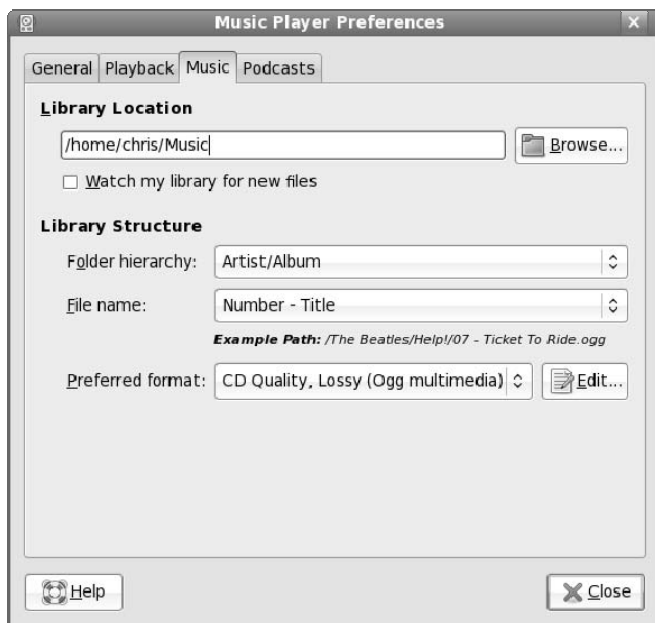 Music Player Preferences
General Playback Music Podcasts
Library Location
/home/chris/Music
Browse...
Watch my library for new files
Library Structure
Folder hierarchy: Artist/Album
File name: Number - Title
Example Path: /The Beatles/Help!/07 - Ticket To Ride.ogg
Preferred format: CD Quality, Lossy (Ogg multimedia) Edit...
Help Close